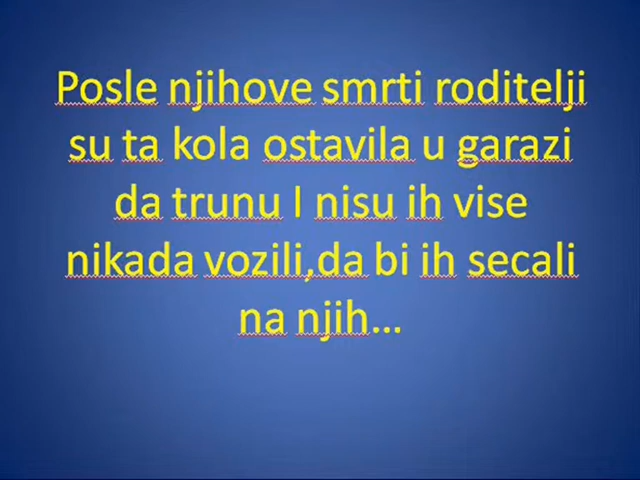 Posle njihove smrti roditelji
su ta kola ostavila u garazi
da trunu I nisu ih vise
nikada vozili,da bi ih secali
na njih...